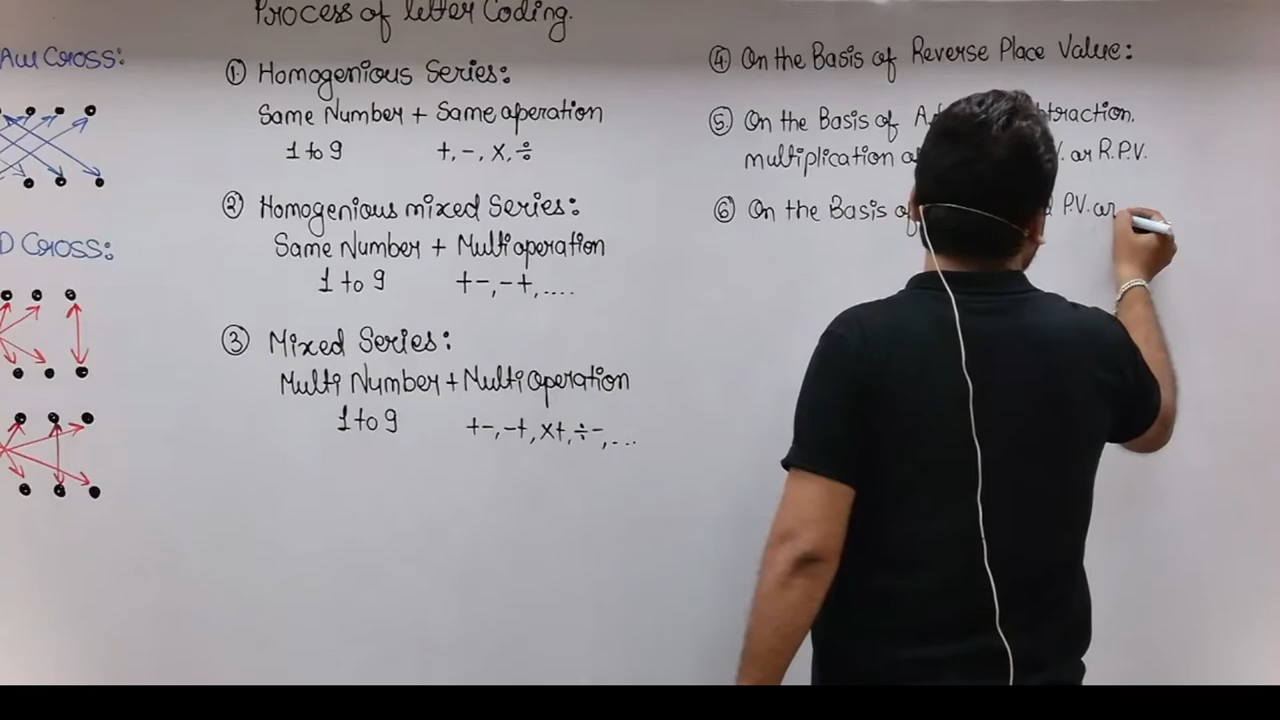 All Cross:
D Cross:
Process of letter Coding.
① Homogenious Series:
Same Number + Same operation
1 to 9 +, -, ×, ÷
② Homogenious mixed Series:
Same Number + Multi operation
1 to 9 +-, -+, ....
③ Mixed Series:
Multi Number + Multi Operation
1 to 9 +-, -+, ×+, ÷-, ...
④ On the Basis of Reverse Place Value:
⑤ On the Basis of
multiplication or R.P.V.
⑥ On the Basis of P.V. or